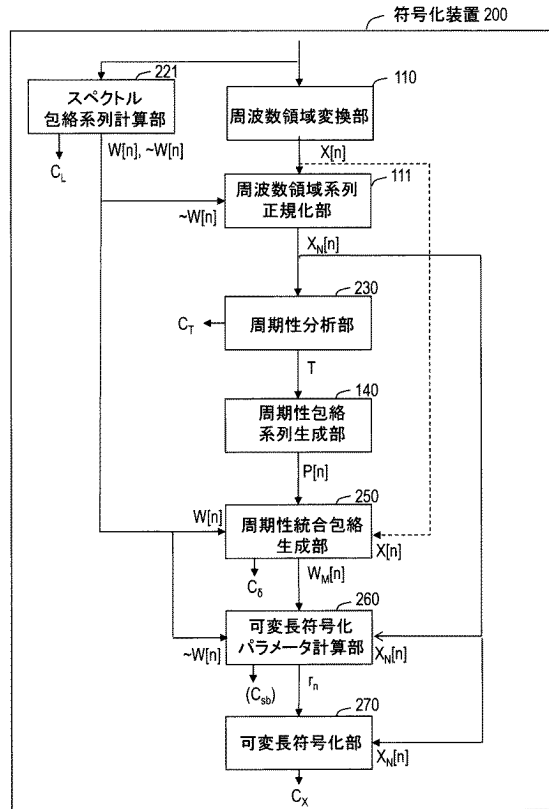 符号化装置 200
221
スペクトル
包絡系列計算部
110
周波数領域変換部
C_L
W[n], ~W[n]
X[n]
111
周波数領域系列
正規化部
~W[n]
X_N[n]
230
周期性分析部
C_T
T
140
周期性包絡
系列生成部
P[n]
250
周期性統合包絡
生成部
W[n]
X[n]
C_δ
W_M[n]
260
可変長符号化
パラメータ計算部
~W[n]
X_N[n]
(C_sb)
r_n
270
可変長符号化部
X_N[n]
C_X